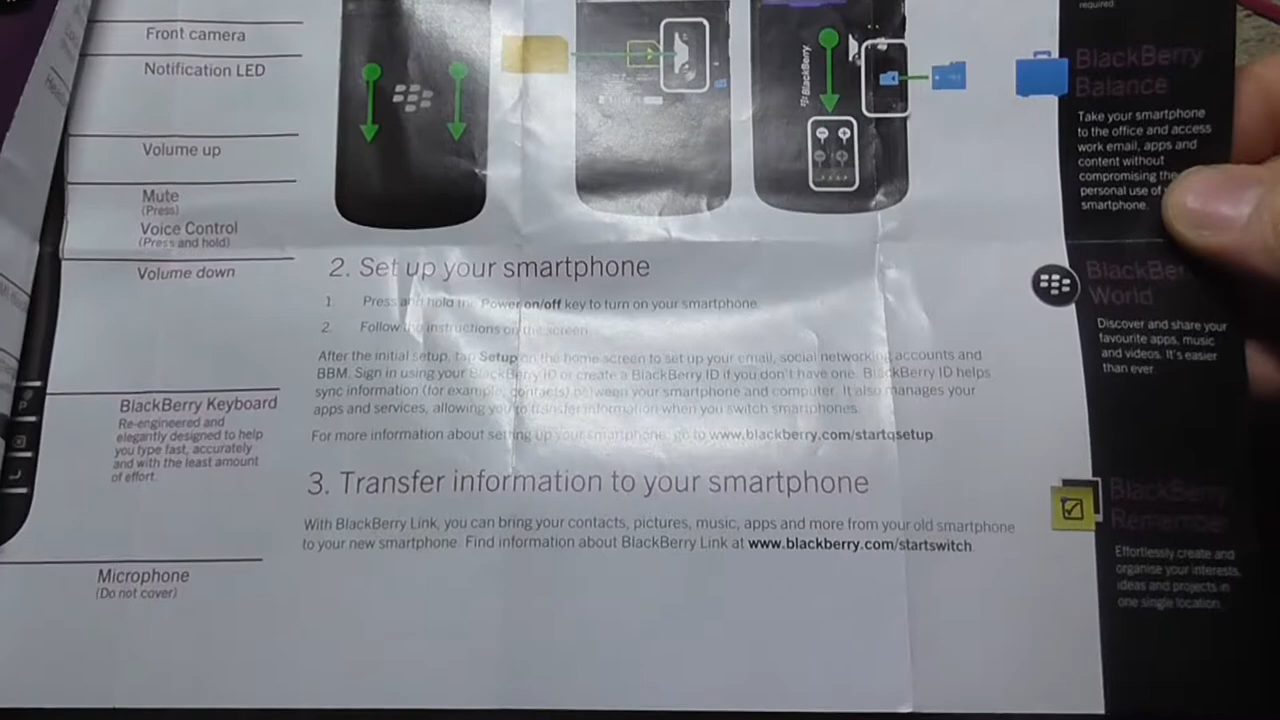 required.
Front camera
Notification LED
Volume up
Mute
(Press)
Voice Control
(Press and hold)
Volume down
BlackBerry Keyboard
Re-engineered and
elegantly designed to help
you type fast, accurately
and with the least amount
of effort.
Microphone
(Do not cover)
BlackBerry
2. Set up your smartphone
1. Press and hold the Power on/off key to turn on your smartphone.
2. Follow the instructions on the screen.
After the initial setup, tap Setup on the home screen to set up your email, social networking accounts and
BBM. Sign in using your BlackBerry ID or create a BlackBerry ID if you don't have one. BlackBerry ID helps
sync information (for example, contacts) between your smartphone and computer. It also manages your
apps and services, allowing you to transfer information when you switch smartphones.
For more information about setting up your smartphone, go to www.blackberry.com/startqsetup.
3. Transfer information to your smartphone
With BlackBerry Link, you can bring your contacts, pictures, music, apps and more from your old smartphone
to your new smartphone. Find information about BlackBerry Link at www.blackberry.com/startswitch.
BlackBerry
Balance
Take your smartphone
to the office and access
work email, apps and
content without
compromising the
personal use of
smartphone.
BlackBer
World
Discover and share your
favourite apps, music
and videos. It's easier
than ever.
BlackBerry
Remember
Effortlessly create and
organise your interests,
ideas and projects in
one single location.